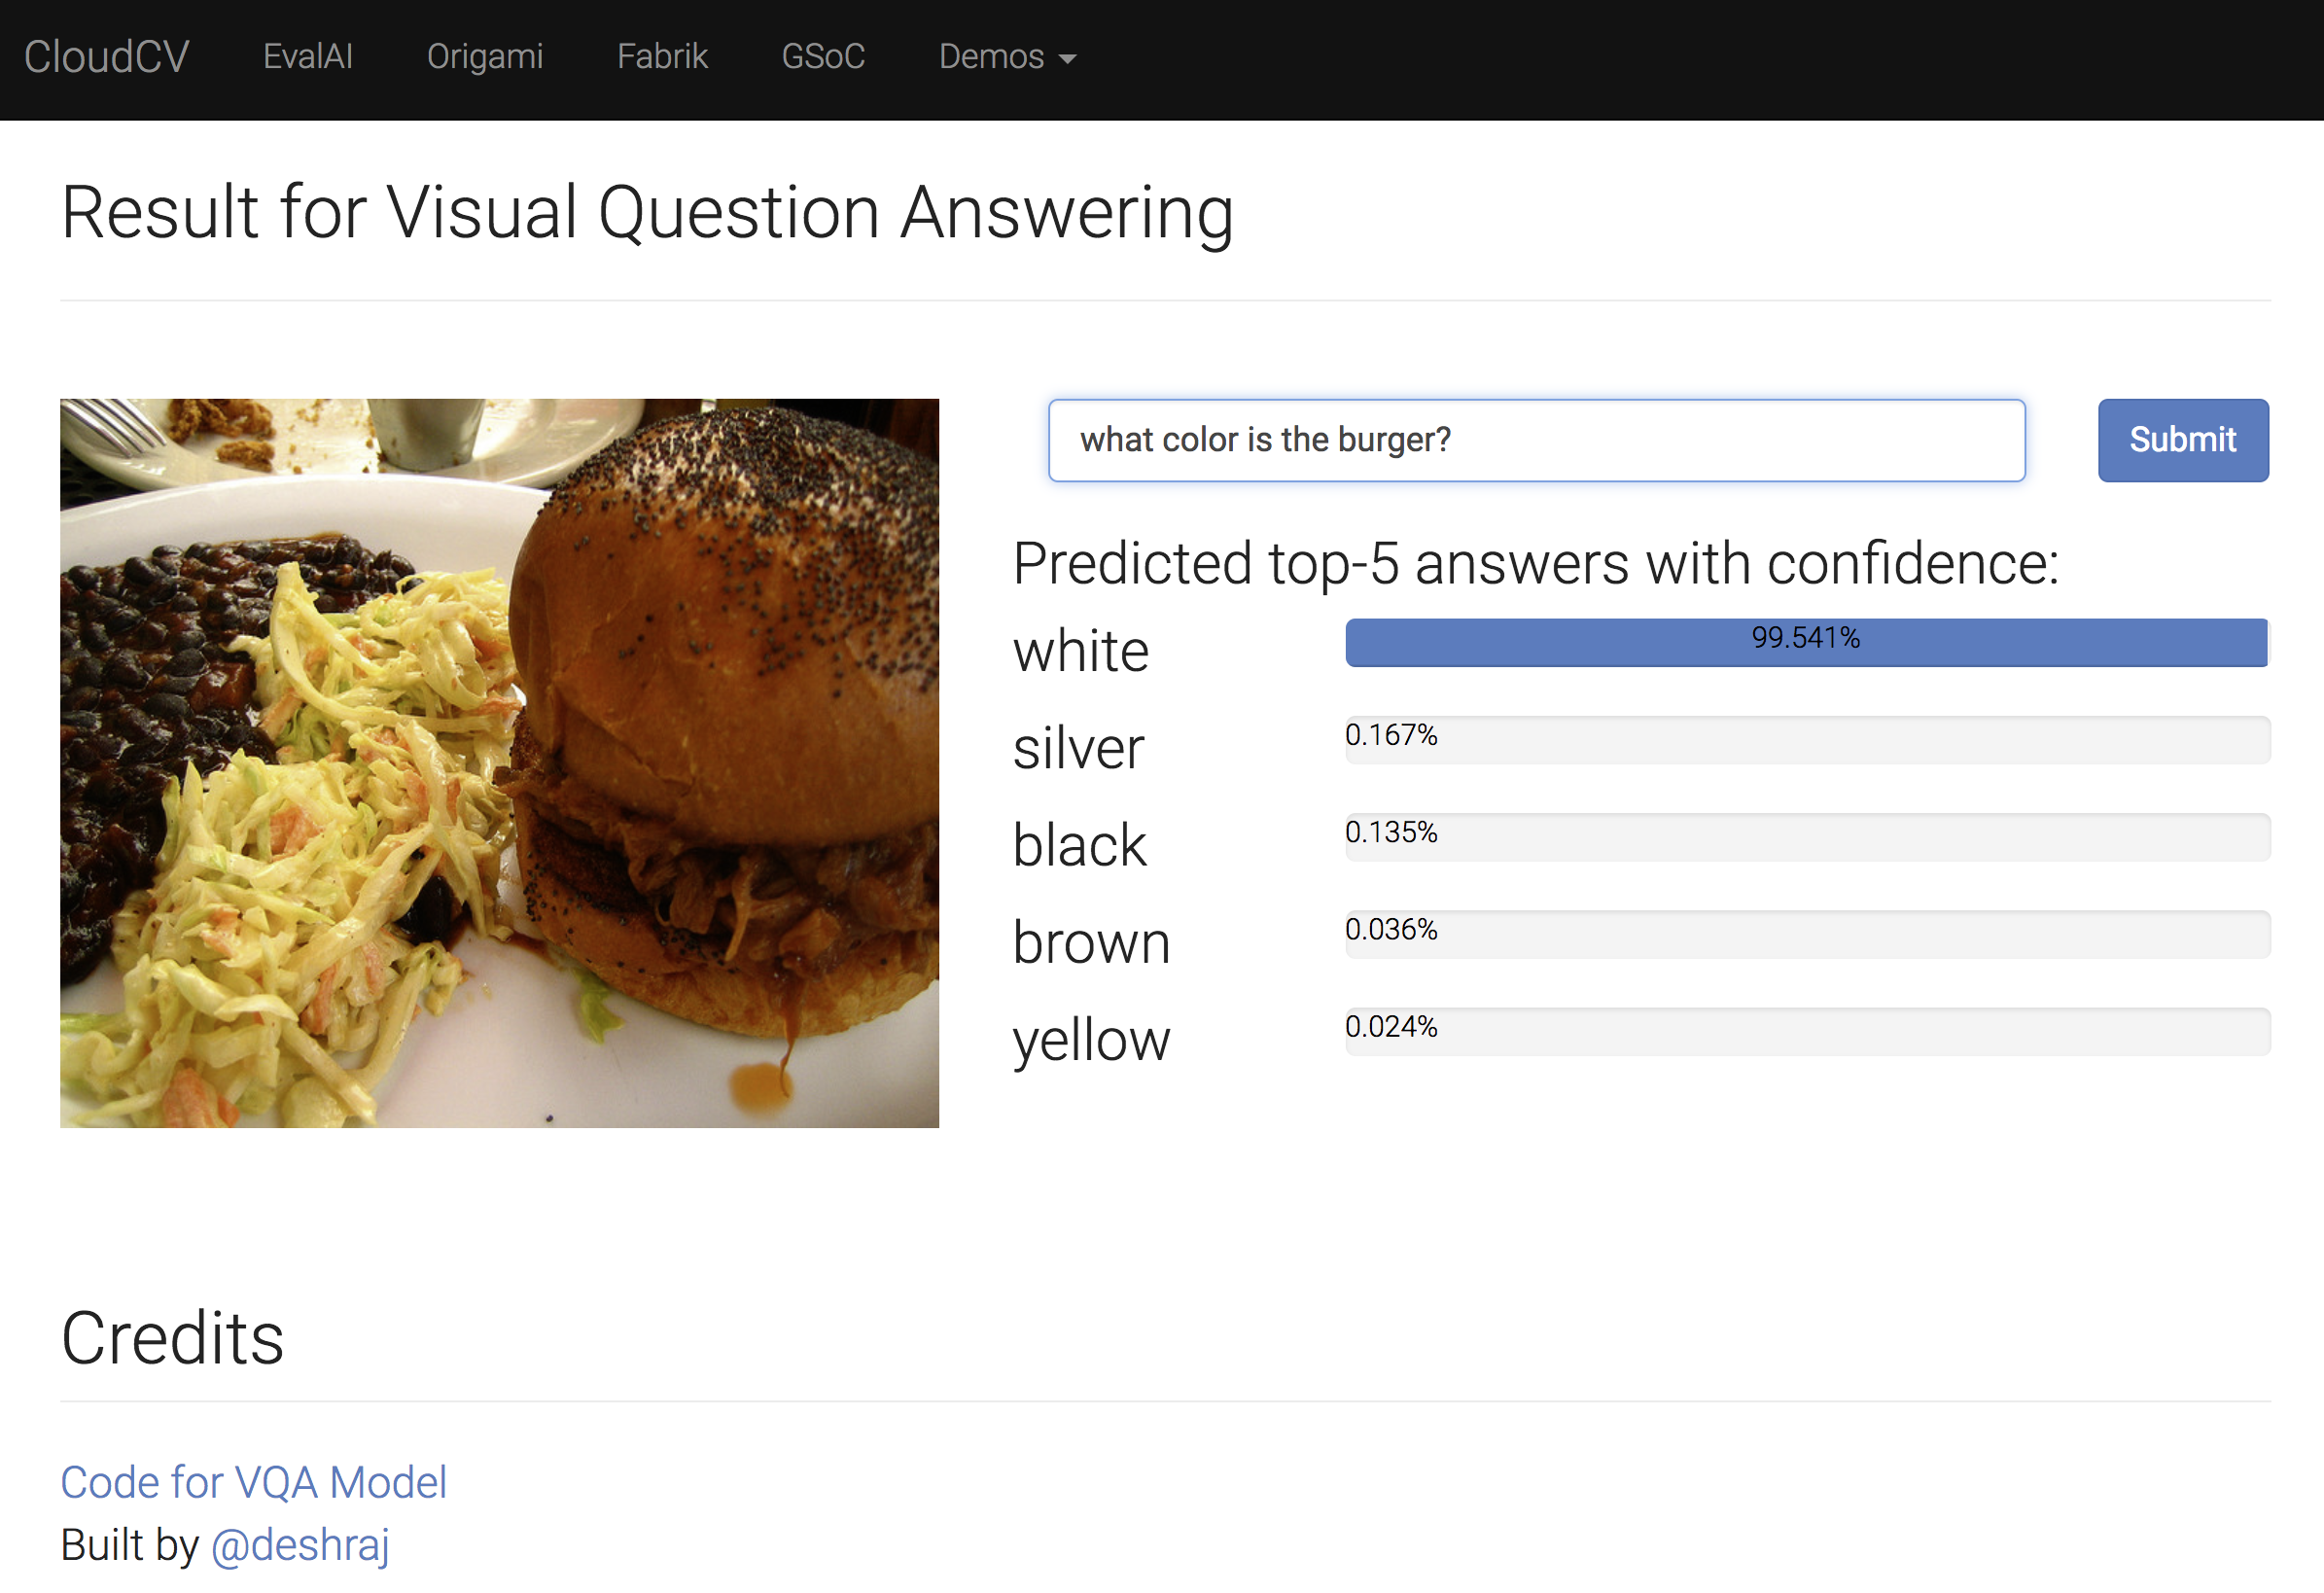 CloudCV EvalAI Origami Fabrik GSoC Demos
Result for Visual Question Answering
what color is the burger? Submit
Predicted top-5 answers with confidence:
white 99.541%
silver 0.167%
black 0.135%
brown 0.036%
yellow 0.024%
Credits
Code for VQA Model
Built by @deshraj